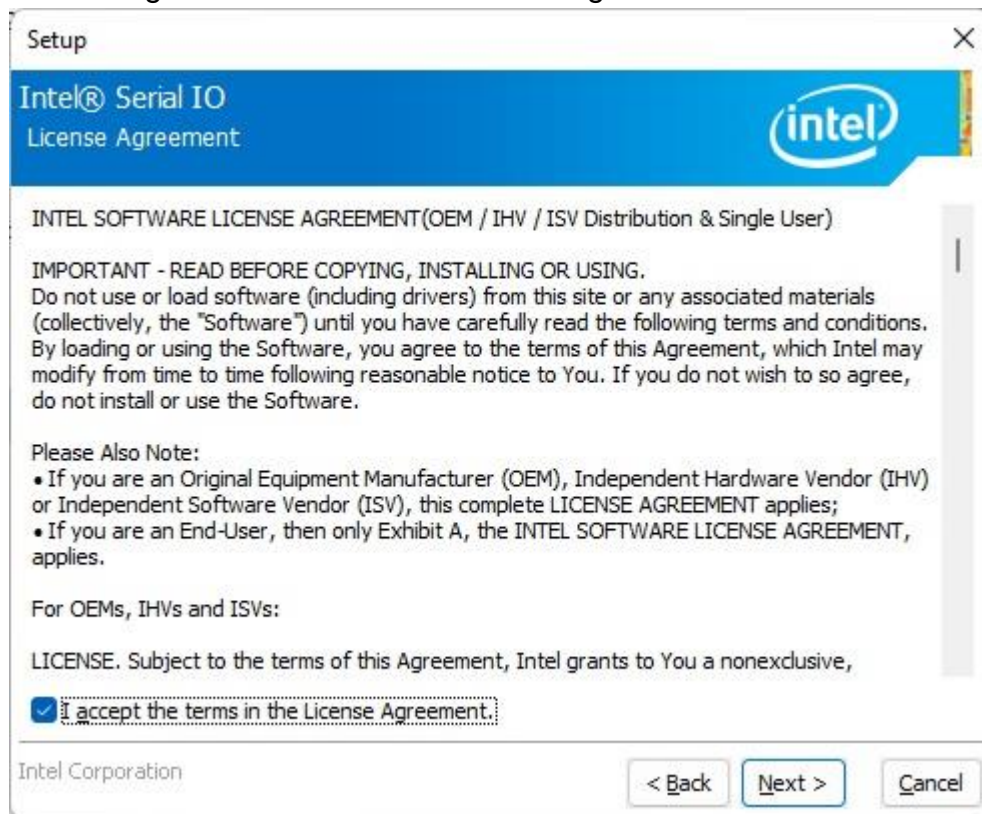 Setup
Intel® Serial IO
License Agreement
intel
INTEL SOFTWARE LICENSE AGREEMENT(OEM / IHV / ISV Distribution & Single User)
IMPORTANT - READ BEFORE COPYING, INSTALLING OR USING.
Do not use or load software (including drivers) from this site or any associated materials
(collectively, the "Software") until you have carefully read the following terms and conditions.
By loading or using the Software, you agree to the terms of this Agreement, which Intel may
modify from time to time following reasonable notice to You. If you do not wish to so agree,
do not install or use the Software.
Please Also Note:
• If you are an Original Equipment Manufacturer (OEM), Independent Hardware Vendor (IHV)
or Independent Software Vendor (ISV), this complete LICENSE AGREEMENT applies;
• If you are an End-User, then only Exhibit A, the INTEL SOFTWARE LICENSE AGREEMENT,
applies.
For OEMs, IHVs and ISVs:
LICENSE. Subject to the terms of this Agreement, Intel grants to You a nonexclusive,
I accept the terms in the License Agreement.
Intel Corporation
< Back Next > Cancel